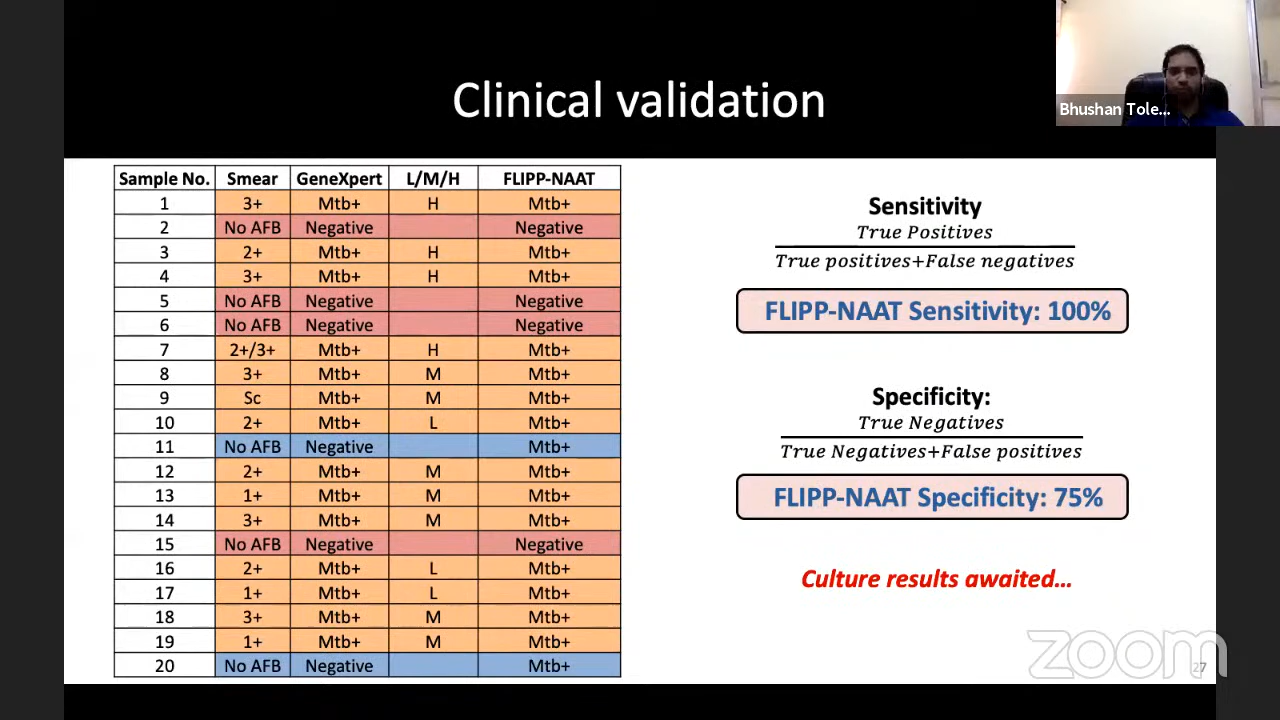 Clinical validation
Bhushan Tole...
Sample No. Smear GeneXpert L/M/H FLIPP-NAAT
1 3+ Mtb+ H Mtb+
2 No AFB Negative Negative
3 2+ Mtb+ H Mtb+
4 3+ Mtb+ H Mtb+
5 No AFB Negative Negative
6 No AFB Negative Negative
7 2+/3+ Mtb+ H Mtb+
8 3+ Mtb+ M Mtb+
9 Sc Mtb+ M Mtb+
10 2+ Mtb+ L Mtb+
11 No AFB Negative Mtb+
12 2+ Mtb+ M Mtb+
13 1+ Mtb+ M Mtb+
14 3+ Mtb+ M Mtb+
15 No AFB Negative Negative
16 2+ Mtb+ L Mtb+
17 1+ Mtb+ L Mtb+
18 3+ Mtb+ M Mtb+
19 1+ Mtb+ M Mtb+
20 No AFB Negative Mtb+
Sensitivity
True Positives
True positives+False negatives
FLIPP-NAAT Sensitivity: 100%
Specificity:
True Negatives
True Negatives+False positives
FLIPP-NAAT Specificity: 75%
Culture results awaited...
zoom
27